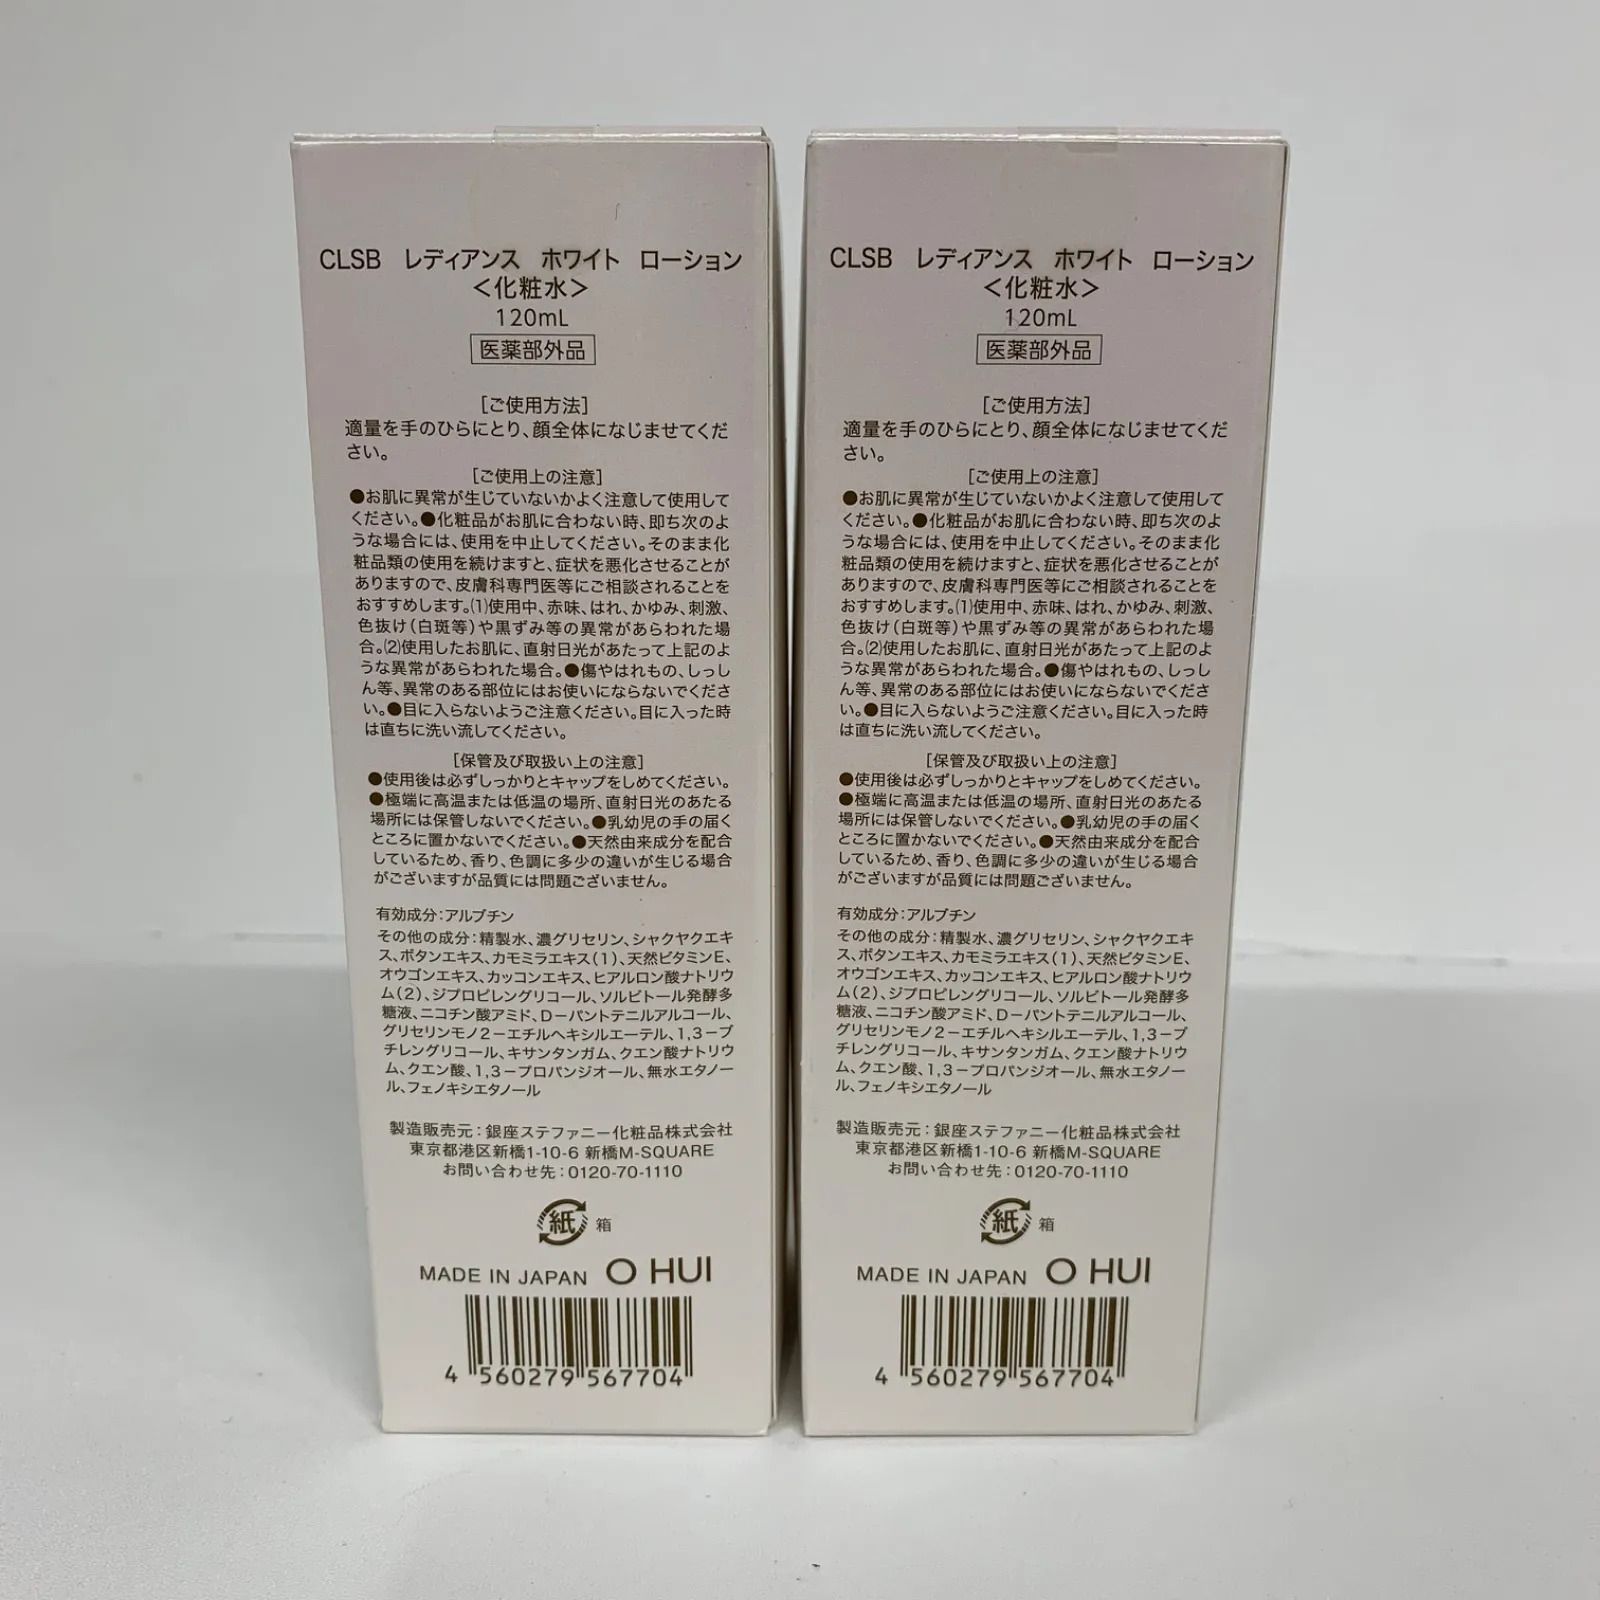 CLSB レディアンス ホワイト ローション
<化粧水>
120mL
医薬部外品
[ご使用方法]
適量を手のひらにとり、顔全体になじませてくだ
さい。
[ご使用上の注意]
●お肌に異常が生じていないかよく注意して使用して
ください。●化粧品がお肌に合わない時、即ち次のよ
うな場合には、使用を中止してください。そのまま化
粧品類の使用を続けますと、症状を悪化させることが
ありますので、皮膚科専門医等にご相談されることを
おすすめします。(1)使用中、赤味、はれ、かゆみ、刺激、
色抜け(白斑等)や黒ずみ等の異常があらわれた場
合。(2)使用したお肌に、直射日光があたって上記のよ
うな異常があらわれた場合。●傷やはれもの、しっし
ん等、異常のある部位にはお使いにならないでくださ
い。●目に入らないようご注意ください。目に入った時
は直ちに洗い流してください。
[保管及び取扱い上の注意]
●使用後は必ずしっかりとキャップをしめてください。
●極端に高温または低温の場所、直射日光のあたる
場所には保管しないでください。●乳幼児の手の届く
ところに置かないでください。●天然由来成分を配合
しているため、香り、色調に多少の違いが生じる場合
がございますが品質には問題ございません。
有効成分:アルブチン
その他の成分:精製水、濃グリセリン、シャクヤクエキ
ス、ボタンエキス、カモミラエキス(1)、天然ビタミンE、
オウゴンエキス、カッコンエキス、ヒアルロン酸ナトリウ
ム(2)、ジプロピレングリコール、ソルビトール発酵多
糖液、ニコチン酸アミド、D－パントテニルアルコール、
グリセリンモノ2－エチルヘキシルエーテル、1,3－ブ
チレングリコール、キサンタンガム、クエン酸ナトリウ
ム、クエン酸、1,3－プロパンジオール、無水エタノー
ル、フェノキシエタノール
製造販売元:銀座ステファニー化粧品株式会社
東京都港区新橋1-10-6 新橋M-SQUARE
お問い合わせ先:0120-70-1110
紙 箱
MADE IN JAPAN O HUI
4 560279 567704
CLSB レディアンス ホワイト ローション
<化粧水>
120mL
医薬部外品
[ご使用方法]
適量を手のひらにとり、顔全体になじませてくだ
さい。
[ご使用上の注意]
●お肌に異常が生じていないかよく注意して使用して
ください。●化粧品がお肌に合わない時、即ち次のよ
うな場合には、使用を中止してください。そのまま化
粧品類の使用を続けますと、症状を悪化させることが
ありますので、皮膚科専門医等にご相談されることを
おすすめします。(1)使用中、赤味、はれ、かゆみ、刺激、
色抜け(白斑等)や黒ずみ等の異常があらわれた場
合。(2)使用したお肌に、直射日光があたって上記のよ
うな異常があらわれた場合。●傷やはれもの、しっし
ん等、異常のある部位にはお使いにならないでくださ
い。●目に入らないようご注意ください。目に入った時
は直ちに洗い流してください。
[保管及び取扱い上の注意]
●使用後は必ずしっかりとキャップをしめてください。
●極端に高温または低温の場所、直射日光のあたる
場所には保管しないでください。●乳幼児の手の届く
ところに置かないでください。●天然由来成分を配合
しているため、香り、色調に多少の違いが生じる場合
がございますが品質には問題ございません。
有効成分:アルブチン
その他の成分:精製水、濃グリセリン、シャクヤクエキ
ス、ボタンエキス、カモミラエキス(1)、天然ビタミンE、
オウゴンエキス、カッコンエキス、ヒアルロン酸ナトリウ
ム(2)、ジプロピレングリコール、ソルビトール発酵多
糖液、ニコチン酸アミド、D－パントテニルアルコール、
グリセリンモノ2－エチルヘキシルエーテル、1,3－ブ
チレングリコール、キサンタンガム、クエン酸ナトリウ
ム、クエン酸、1,3－プロパンジオール、無水エタノー
ル、フェノキシエタノール
製造販売元:銀座ステファニー化粧品株式会社
東京都港区新橋1-10-6 新橋M-SQUARE
お問い合わせ先:0120-70-1110
紙 箱
MADE IN JAPAN O HUI
4 560279 567704